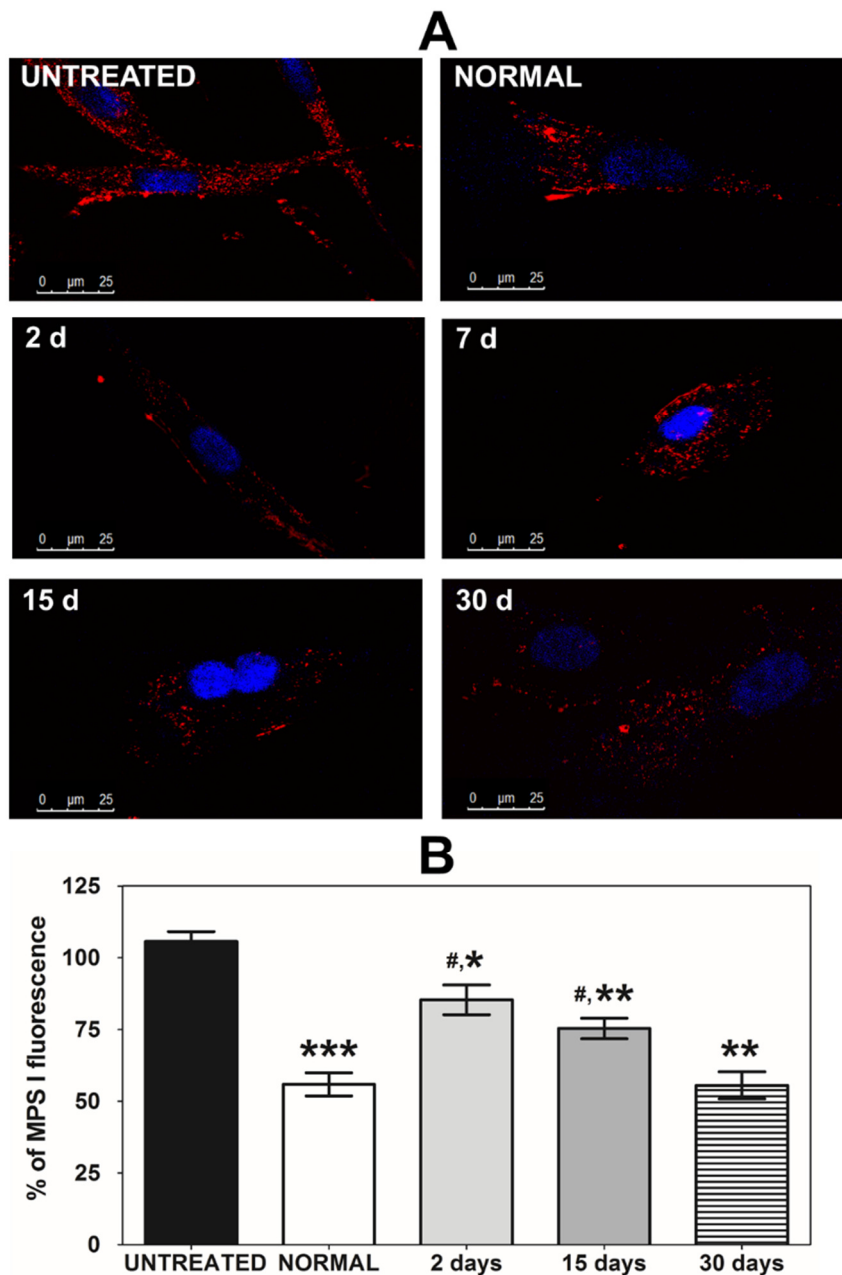 A
UNTREATED
NORMAL
0 µm 25
0 µm 25
2 d
7 d
0 µm 25
0 µm 25
15 d
30 d
0 µm 25
0 µm 25
B
% of MPS I fluorescence
125
100
75
50
25
0
***
#,*
#,**
**
UNTREATED NORMAL 2 days 15 days 30 days